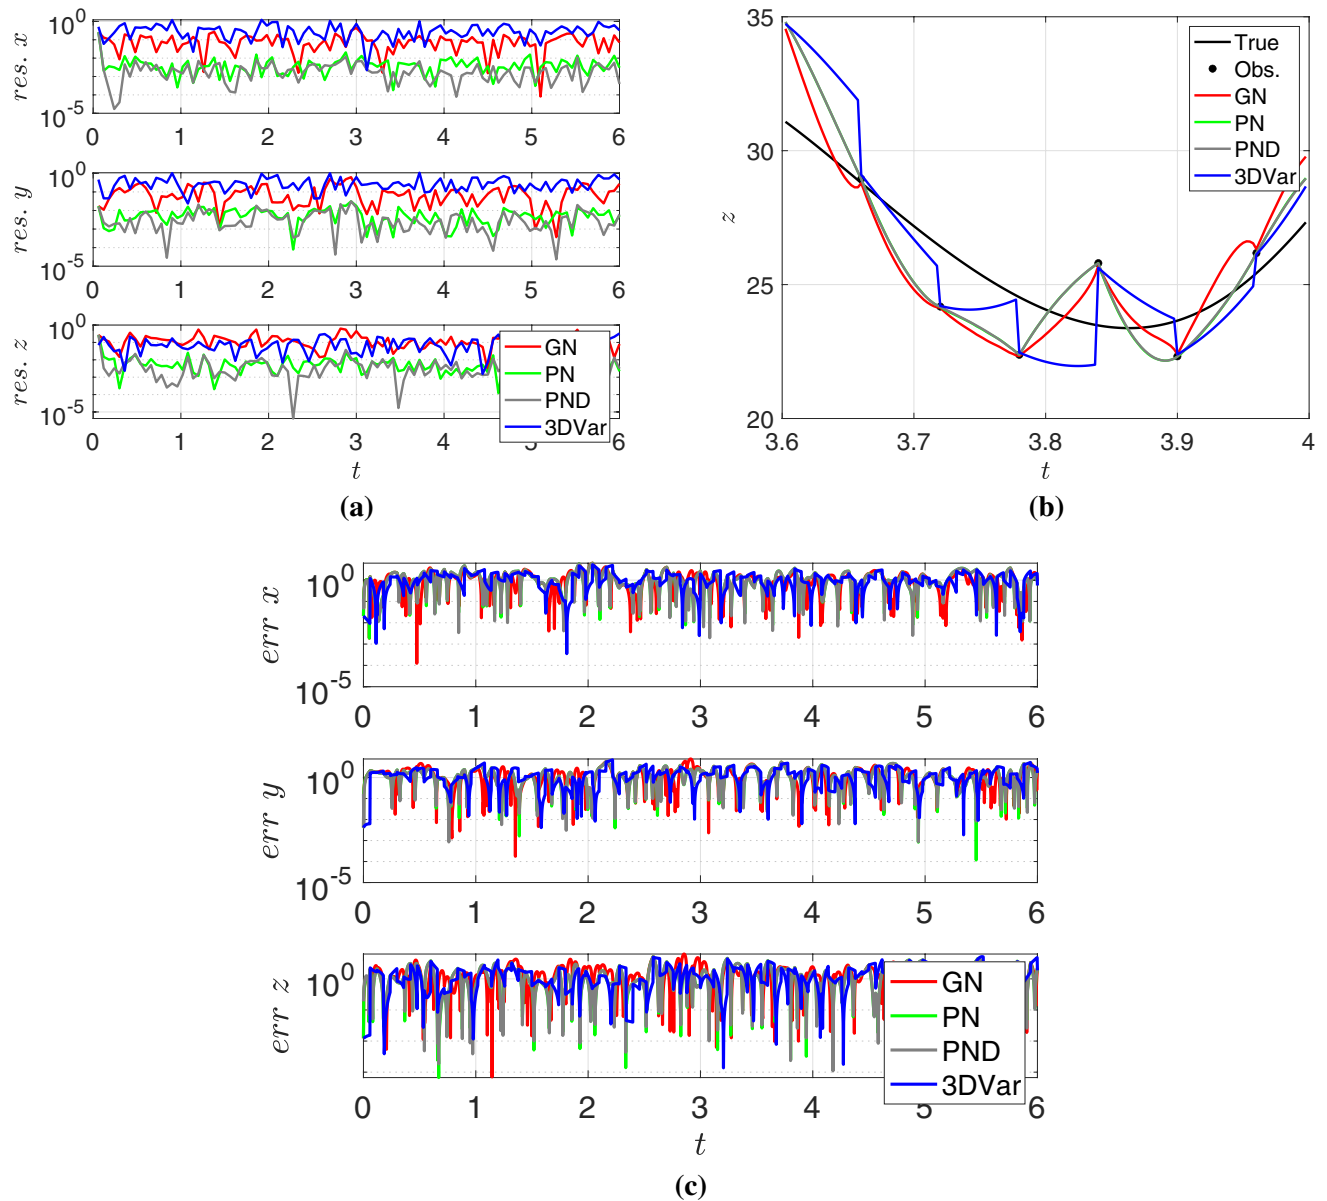 res. x
10^0
10^-5
0 1 2 3 4 5 6
res. y
10^0
10^-5
0 1 2 3 4 5 6
res. z
10^0
10^-5
0 1 2 3 4 5 6
GN
PN
PND
3DVar
t
(a)
z
35
30
25
20
3.6 3.7 3.8 3.9 4
True
Obs.
GN
PN
PND
3DVar
t
(b)
err x
10^0
10^-5
0 1 2 3 4 5 6
err y
10^0
10^-5
0 1 2 3 4 5 6
err z
10^0
0 1 2 3 4 5 6
GN
PN
PND
3DVar
t
(c)